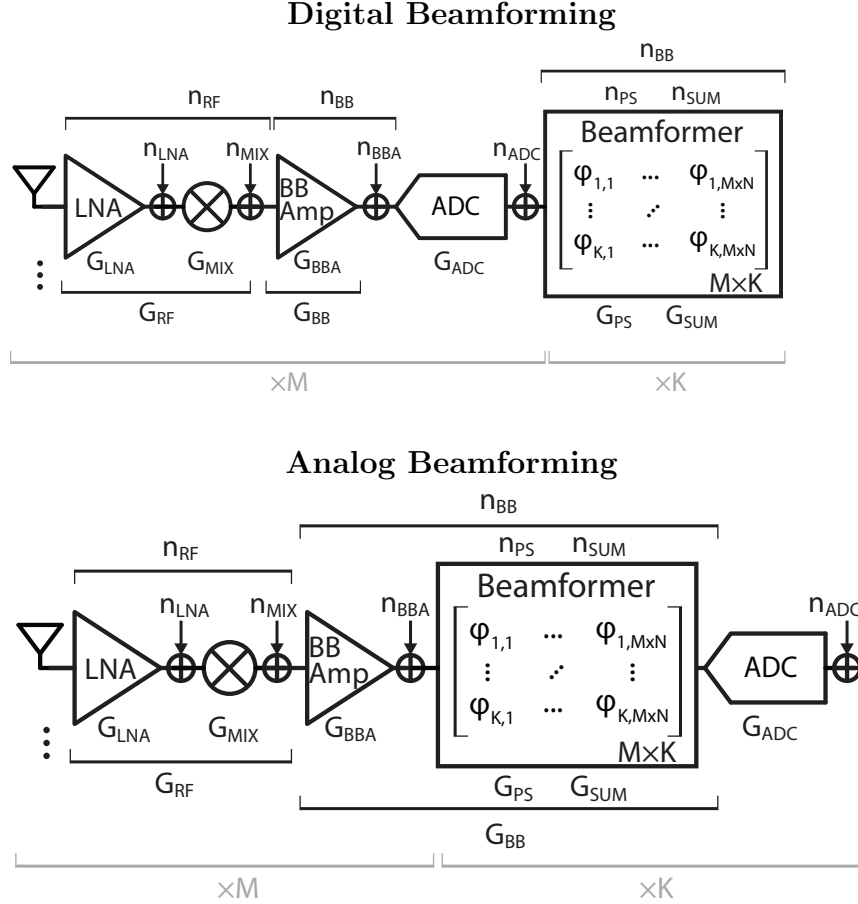 Digital Beamforming
n_BB
n_RF n_BB n_PS n_SUM
n_LNA n_MIX n_BBA n_ADC Beamformer
LNA BB Amp ADC
φ_1,1 ... φ_1,MxN
⋮ ⋰ ⋮
φ_K,1 ... φ_K,MxN
M×K
⋮ G_LNA G_MIX G_BBA G_ADC
G_RF G_BB G_PS G_SUM
×M ×K
Analog Beamforming
n_BB
n_RF n_PS n_SUM
n_LNA n_MIX n_BBA Beamformer n_ADC
LNA BB Amp ADC
φ_1,1 ... φ_1,MxN
⋮ ⋰ ⋮
φ_K,1 ... φ_K,MxN
M×K
⋮ G_LNA G_MIX G_BBA G_ADC
G_RF G_PS G_SUM
G_BB
×M ×K